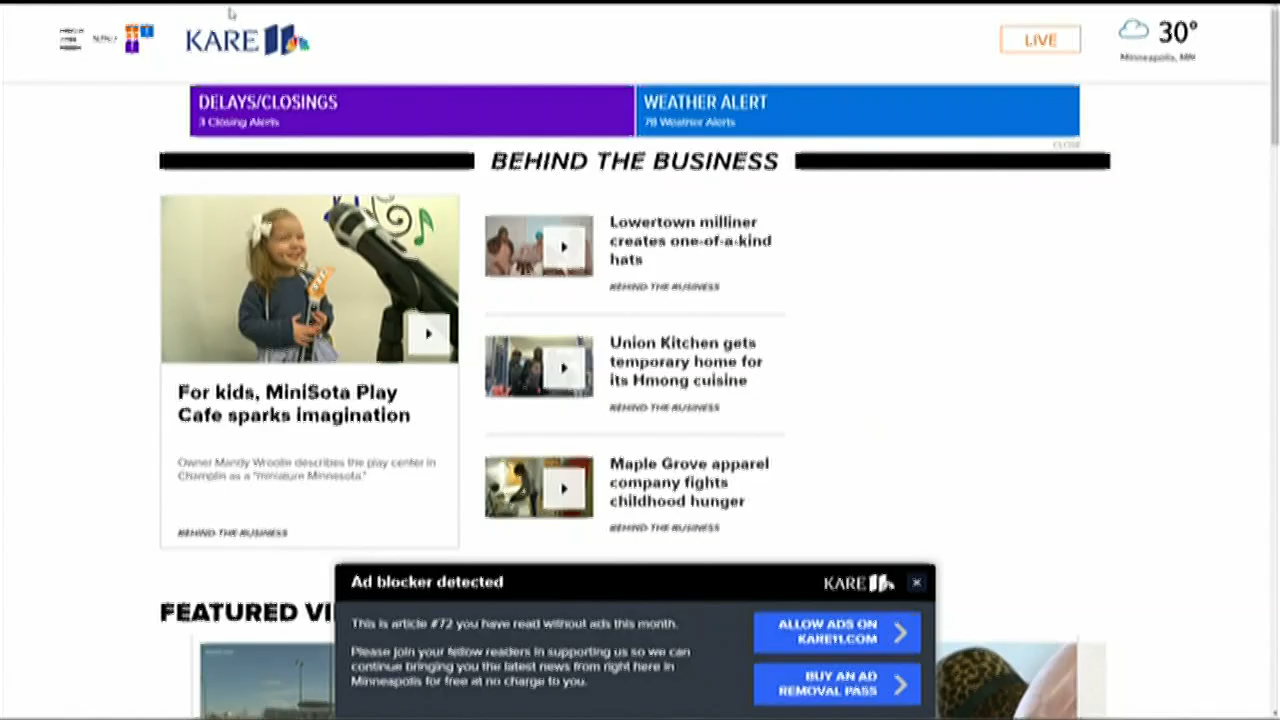 KARE 11
LIVE
30°
Minneapolis, MN
DELAYS/CLOSINGS
3 Closing Alerts
WEATHER ALERT
78 Weather Alerts
CLOSE
BEHIND THE BUSINESS
For kids, MiniSota Play
Cafe sparks imagination
Owner Mandy Wroolie describes the play center in
Champlin as a "miniature Minnesota"
BEHIND THE BUSINESS
Lowertown milliner
creates one-of-a-kind
hats
BEHIND THE BUSINESS
Union Kitchen gets
temporary home for
its Hmong cuisine
BEHIND THE BUSINESS
Maple Grove apparel
company fights
childhood hunger
BEHIND THE BUSINESS
FEATURED VI
Ad blocker detected
KARE 11
This is article #72 you have read without ads this month.
Please join your fellow readers in supporting us so we can
continue bringing you the latest news from right here in
Minneapolis for free at no charge to you.
ALLOW ADS ON
KARE11.COM
BUY AN AD
REMOVAL PASS